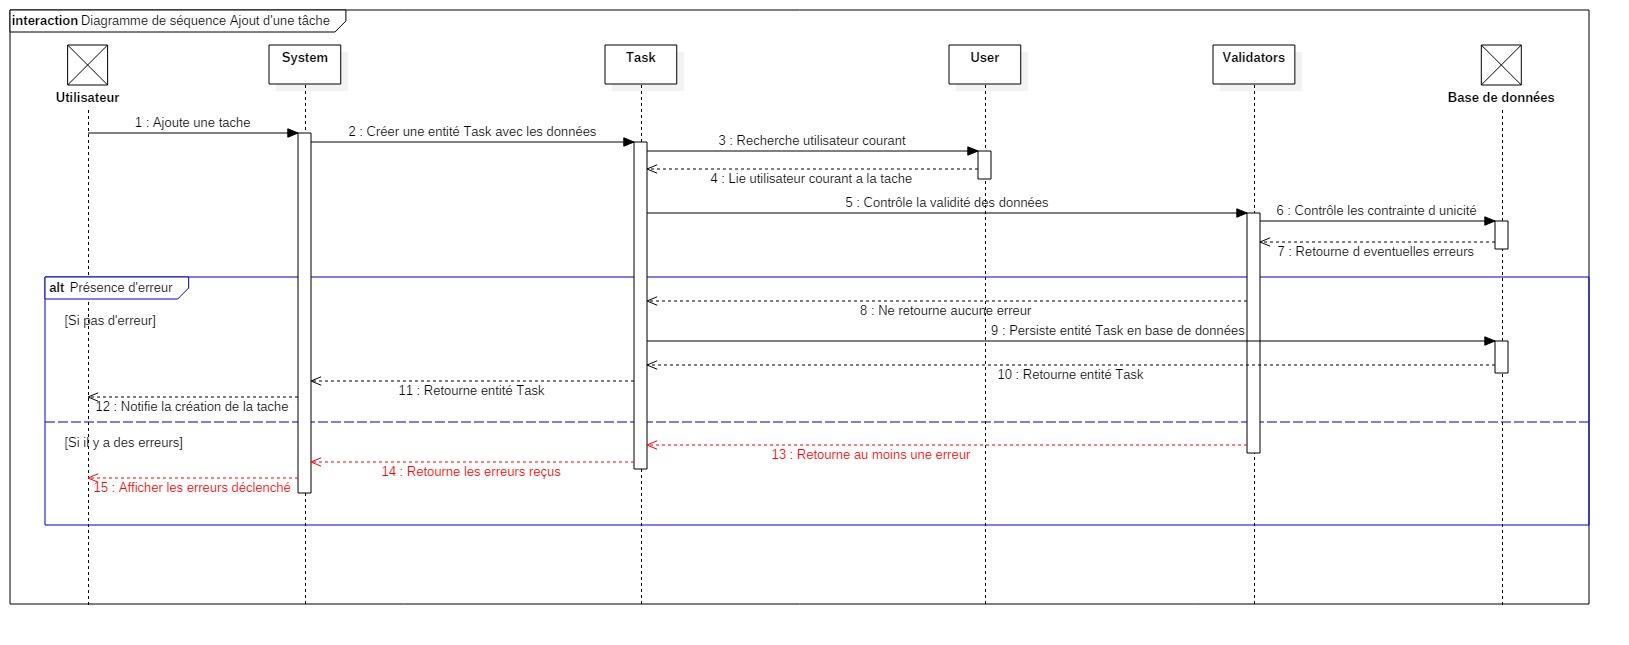 interaction Diagramme de séquence Ajout d'une tâche
Utilisateur
System
Task
User
Validators
Base de données
1 : Ajoute une tache
2 : Créer une entité Task avec les données
3 : Recherche utilisateur courant
4 : Lie utilisateur courant a la tache
5 : Contrôle la validité des données
6 : Contrôle les contrainte d unicité
7 : Retourne d eventuelles erreurs
alt Présence d'erreur
[Si pas d'erreur]
8 : Ne retourne aucune erreur
9 : Persiste entité Task en base de données
10 : Retourne entité Task
11 : Retourne entité Task
12 : Notifie la création de la tache
[Si il y a des erreurs]
13 : Retourne au moins une erreur
14 : Retourne les erreurs reçus
15 : Afficher les erreurs déclenché